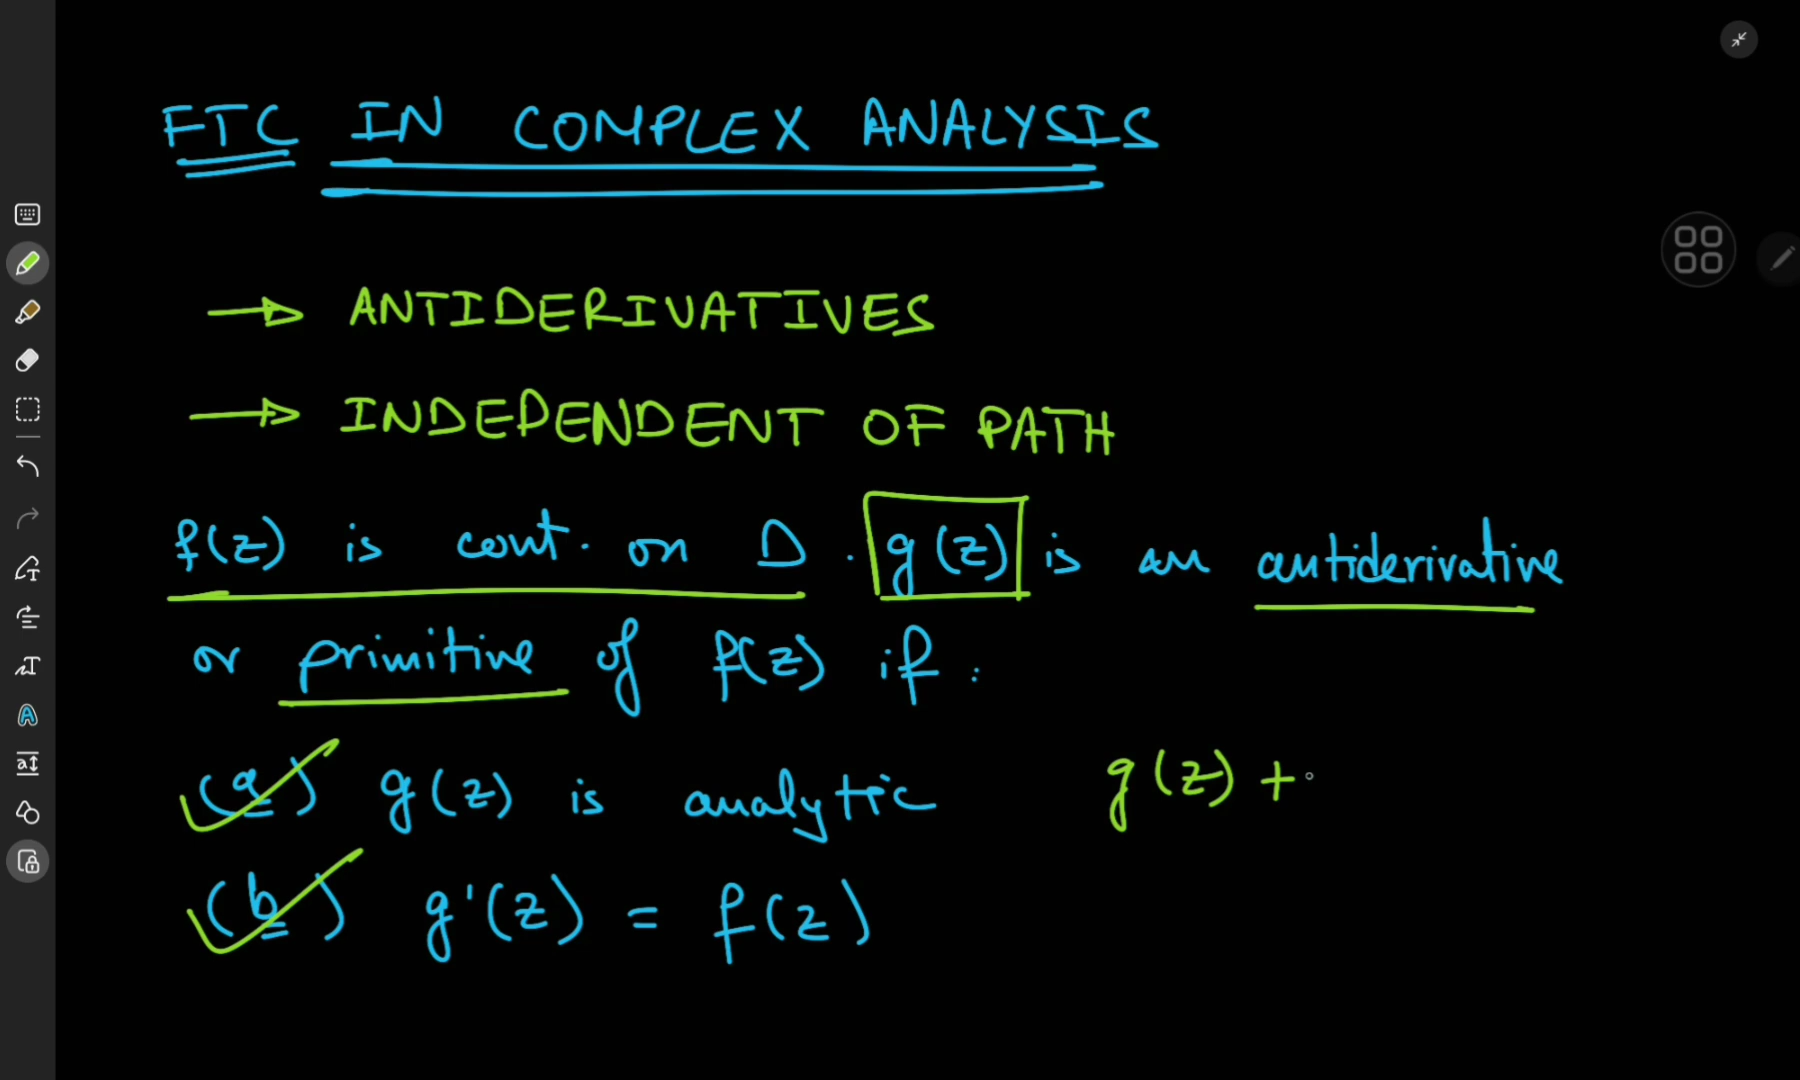 FTC IN COMPLEX ANALYSIS
→ ANTIDERIVATIVES
→ INDEPENDENT OF PATH
f(z) is cont. on D. g(z) is an antiderivative
or primitive of f(z) if:
(a) g(z) is analytic
g(z) +
(b) g'(z) = f(z)